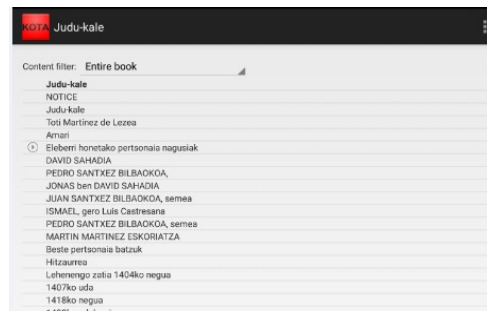 KOTA Judu-kale
Content filter: Entire book
Judu-kale
NOTICE
Judu-kale
Toti Martínez de Lezea
Amari
Eleberri honetako pertsonaia nagusiak
DAVID SAHADIA
PEDRO SANTXEZ BILBAOKOA,
JONAS ben DAVID SAHADIA
JUAN SANTXEZ BILBAOKOA, semea
ISMAEL, gero Luis Castresana
PEDRO SANTXEZ BILBAOKOA, semea
MARTIN MARTINEZ ESKORIATZA
Beste pertsonaia batzuk
Hitzaurrea
Lehenengo zatia 1404ko negua
1407ko uda
1418ko negua